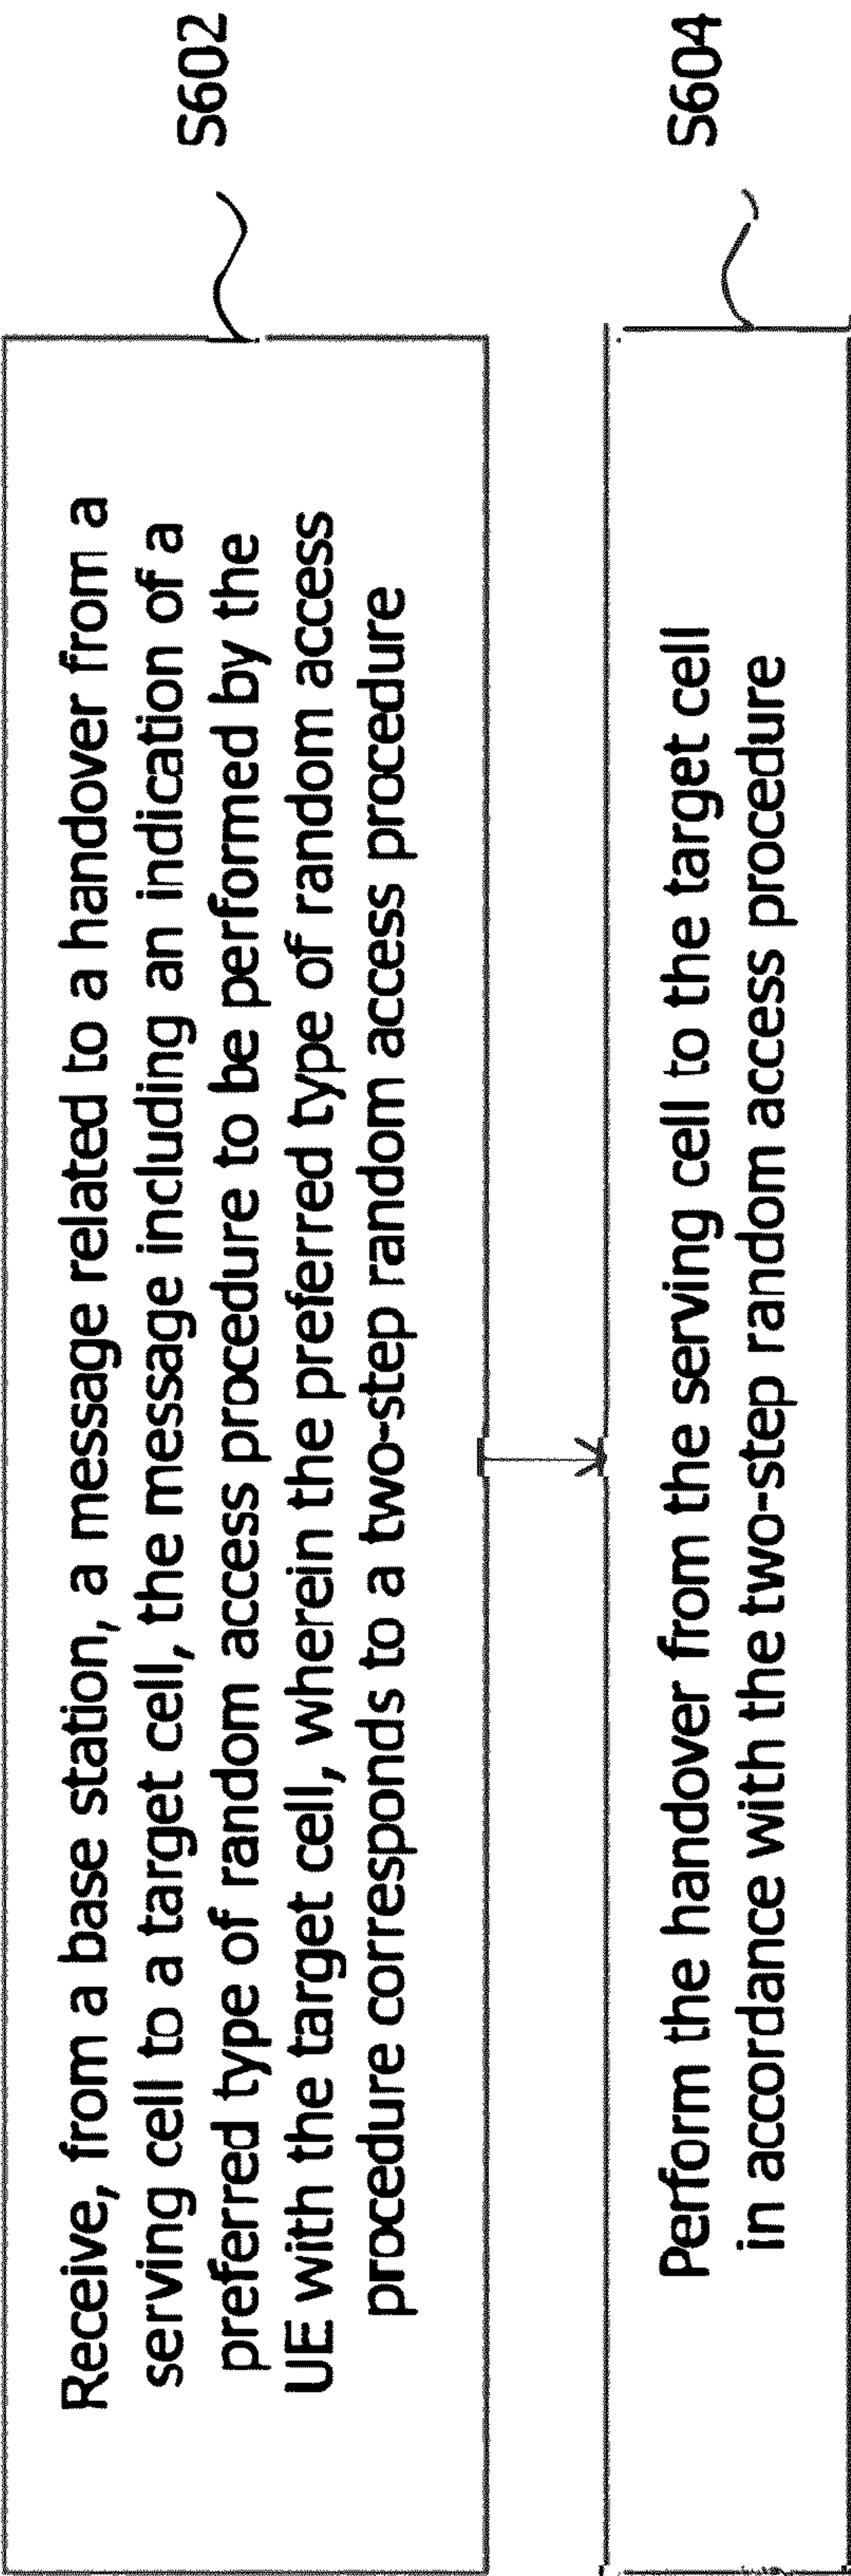 Receive, from a base station, a message related to a handover from a
serving cell to a target cell, the message including an indication of a
preferred type of random access procedure to be performed by the
UE with the target cell, wherein the preferred type of random access
procedure corresponds to a two-step random access procedure
S602
Perform the handover from the serving cell to the target cell
in accordance with the two-step random access procedure
S604